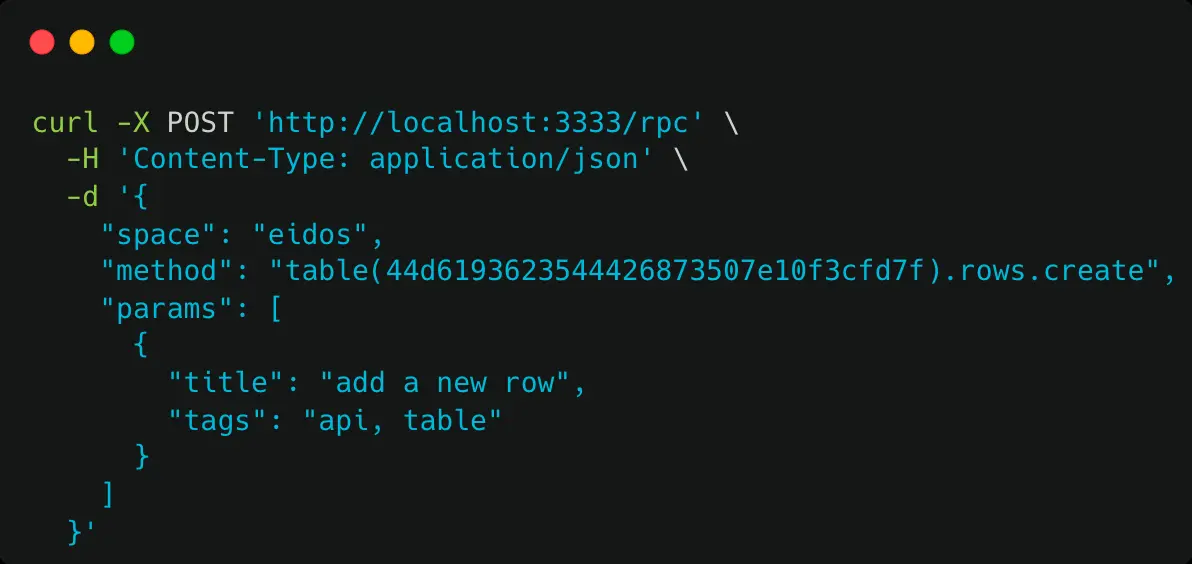 curl -X POST 'http://localhost:3333/rpc' \
-H 'Content-Type: application/json' \
-d '{
"space": "eidos",
"method": "table(44d6193623544426873507e10f3cfd7f).rows.create",
"params": [
{
"title": "add a new row",
"tags": "api, table"
}
]
}'